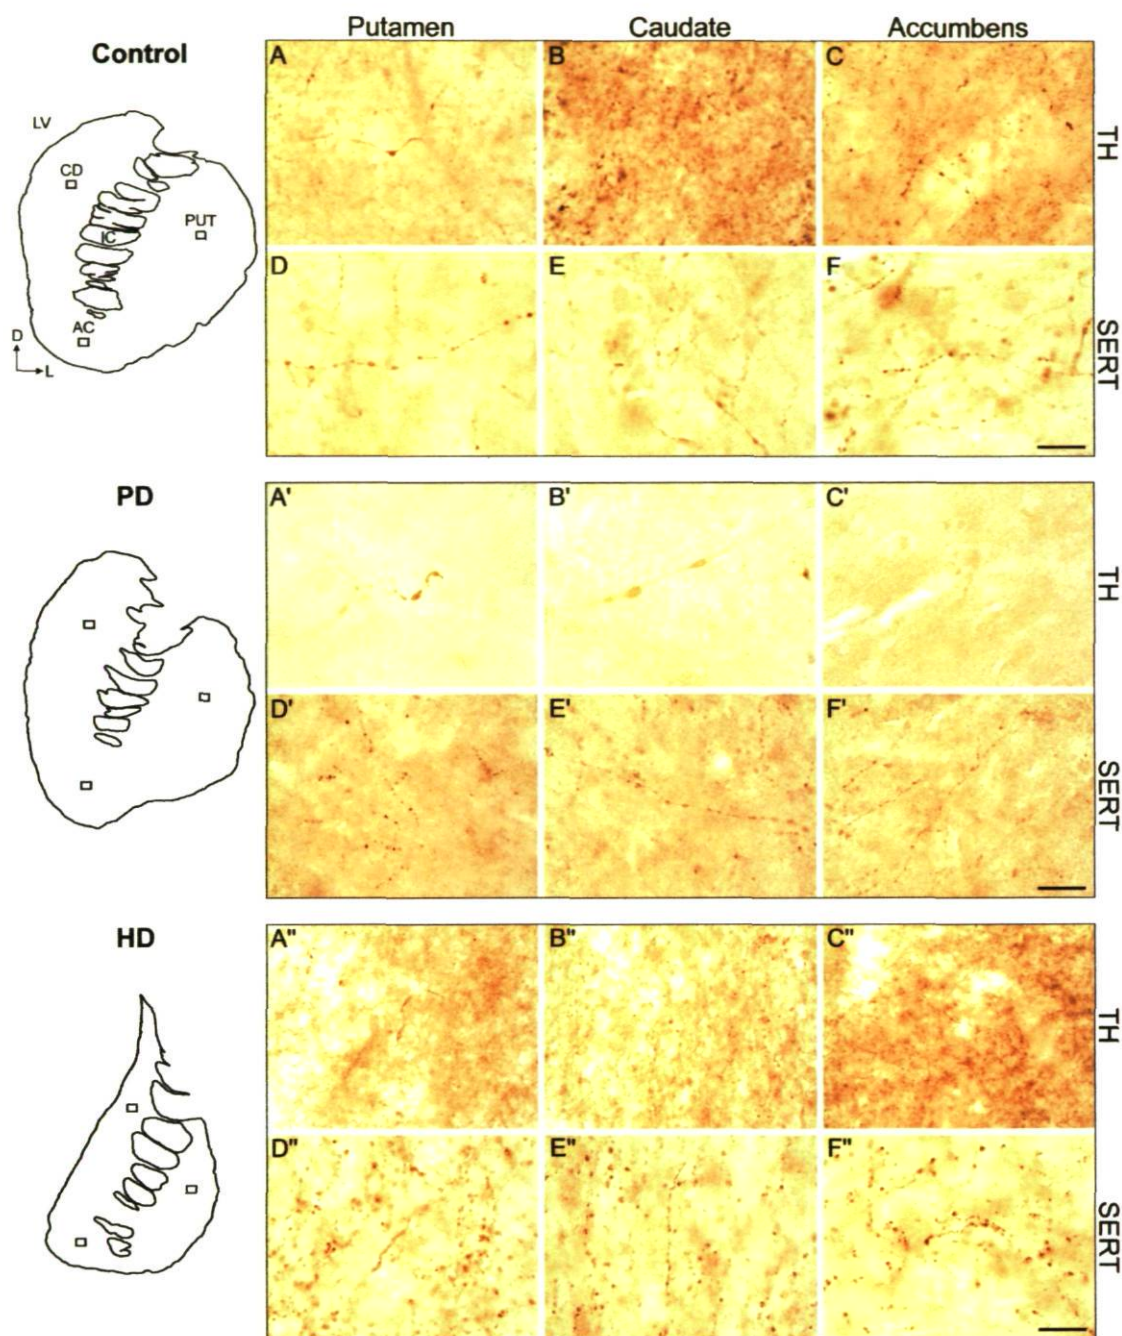 Putamen Caudate Accumbens
Control
A B C TH
LV
CD
PUT
IC
AC
D
L
D E F SERT
PD
A' B' C' TH
D' E' F' SERT
HD
A" B" C" TH
D" E" F" SERT